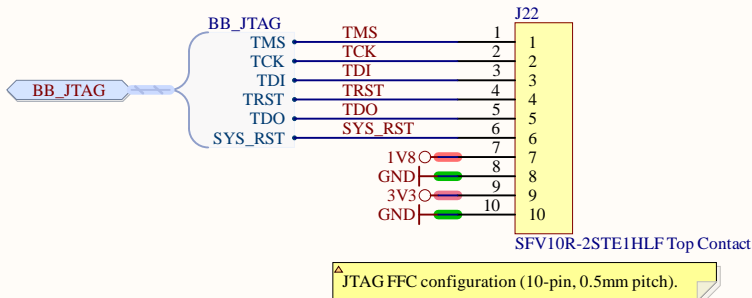 J22
BB_JTAG
TMS TMS 1 1
TCK TCK 2 2
TDI TDI 3 3
BB_JTAG
TRST TRST 4 4
TDO TDO 5 5
SYS_RST SYS_RST 6 6
1V8 7 7
GND 8 8
3V3 9 9
GND 10 10
SFV10R-2STE1HLF Top Contact
JTAG FFC configuration (10-pin, 0.5mm pitch).